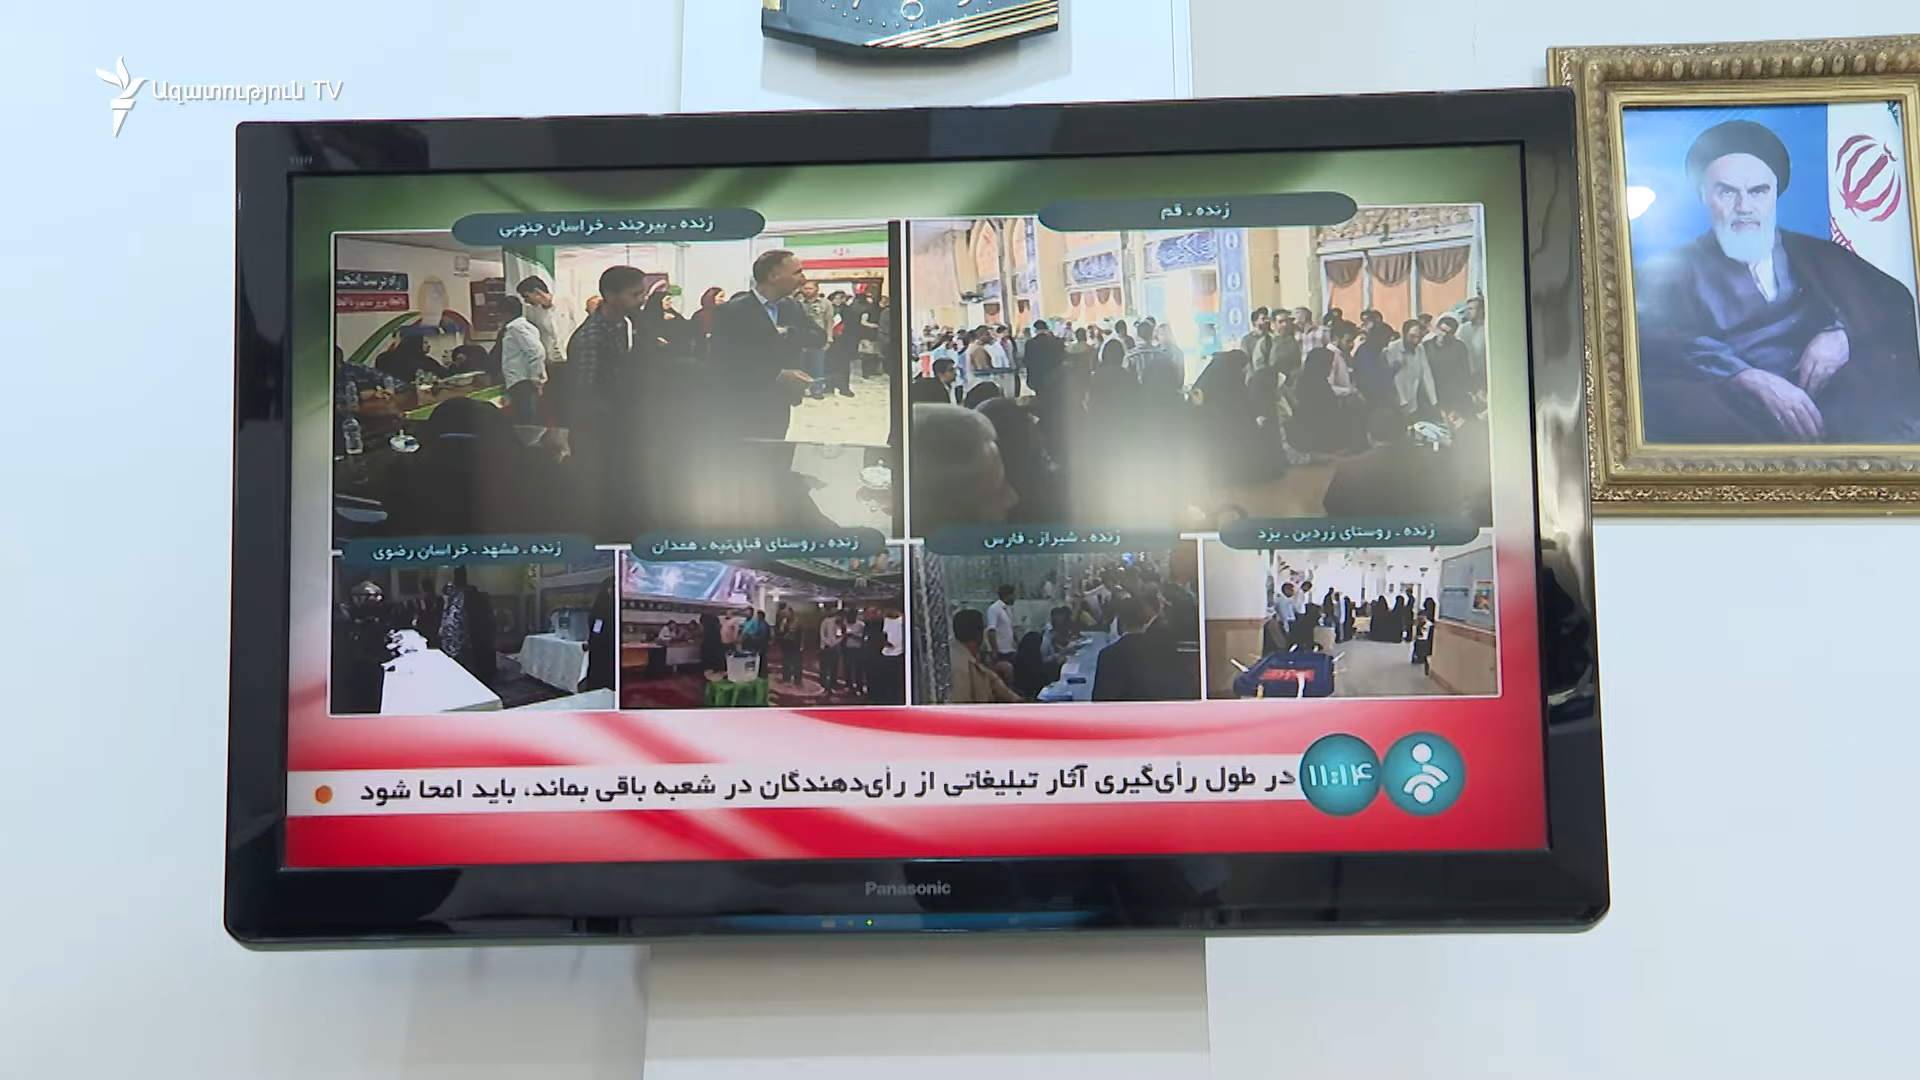 Ազատություն TV
زنده ـ قم
زنده ـ بیرجند ـ خراسان جنوبی
زنده ـ روستای زردین ـ یزد
زنده ـ شیراز ـ فارس
زنده ـ روستای قباق‌تپه ـ همدان
زنده ـ مشهد ـ خراسان رضوی
۱۱:۱۴
در طول رأی‌گیری آثار تبلیغاتی از رأی‌دهندگان در شعبه باقی بماند، باید امحا شود
Panasonic